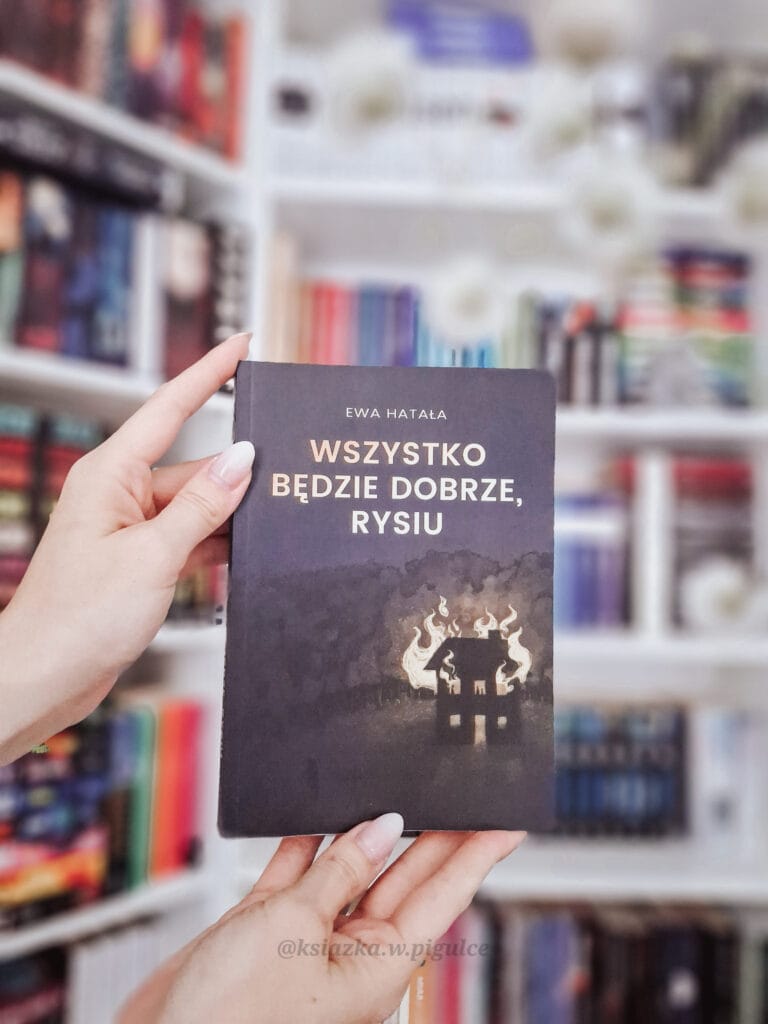 EWA HATAŁA
WSZYSTKO
BĘDZIE DOBRZE,
RYSIU
@ksiazka.w.pigulce